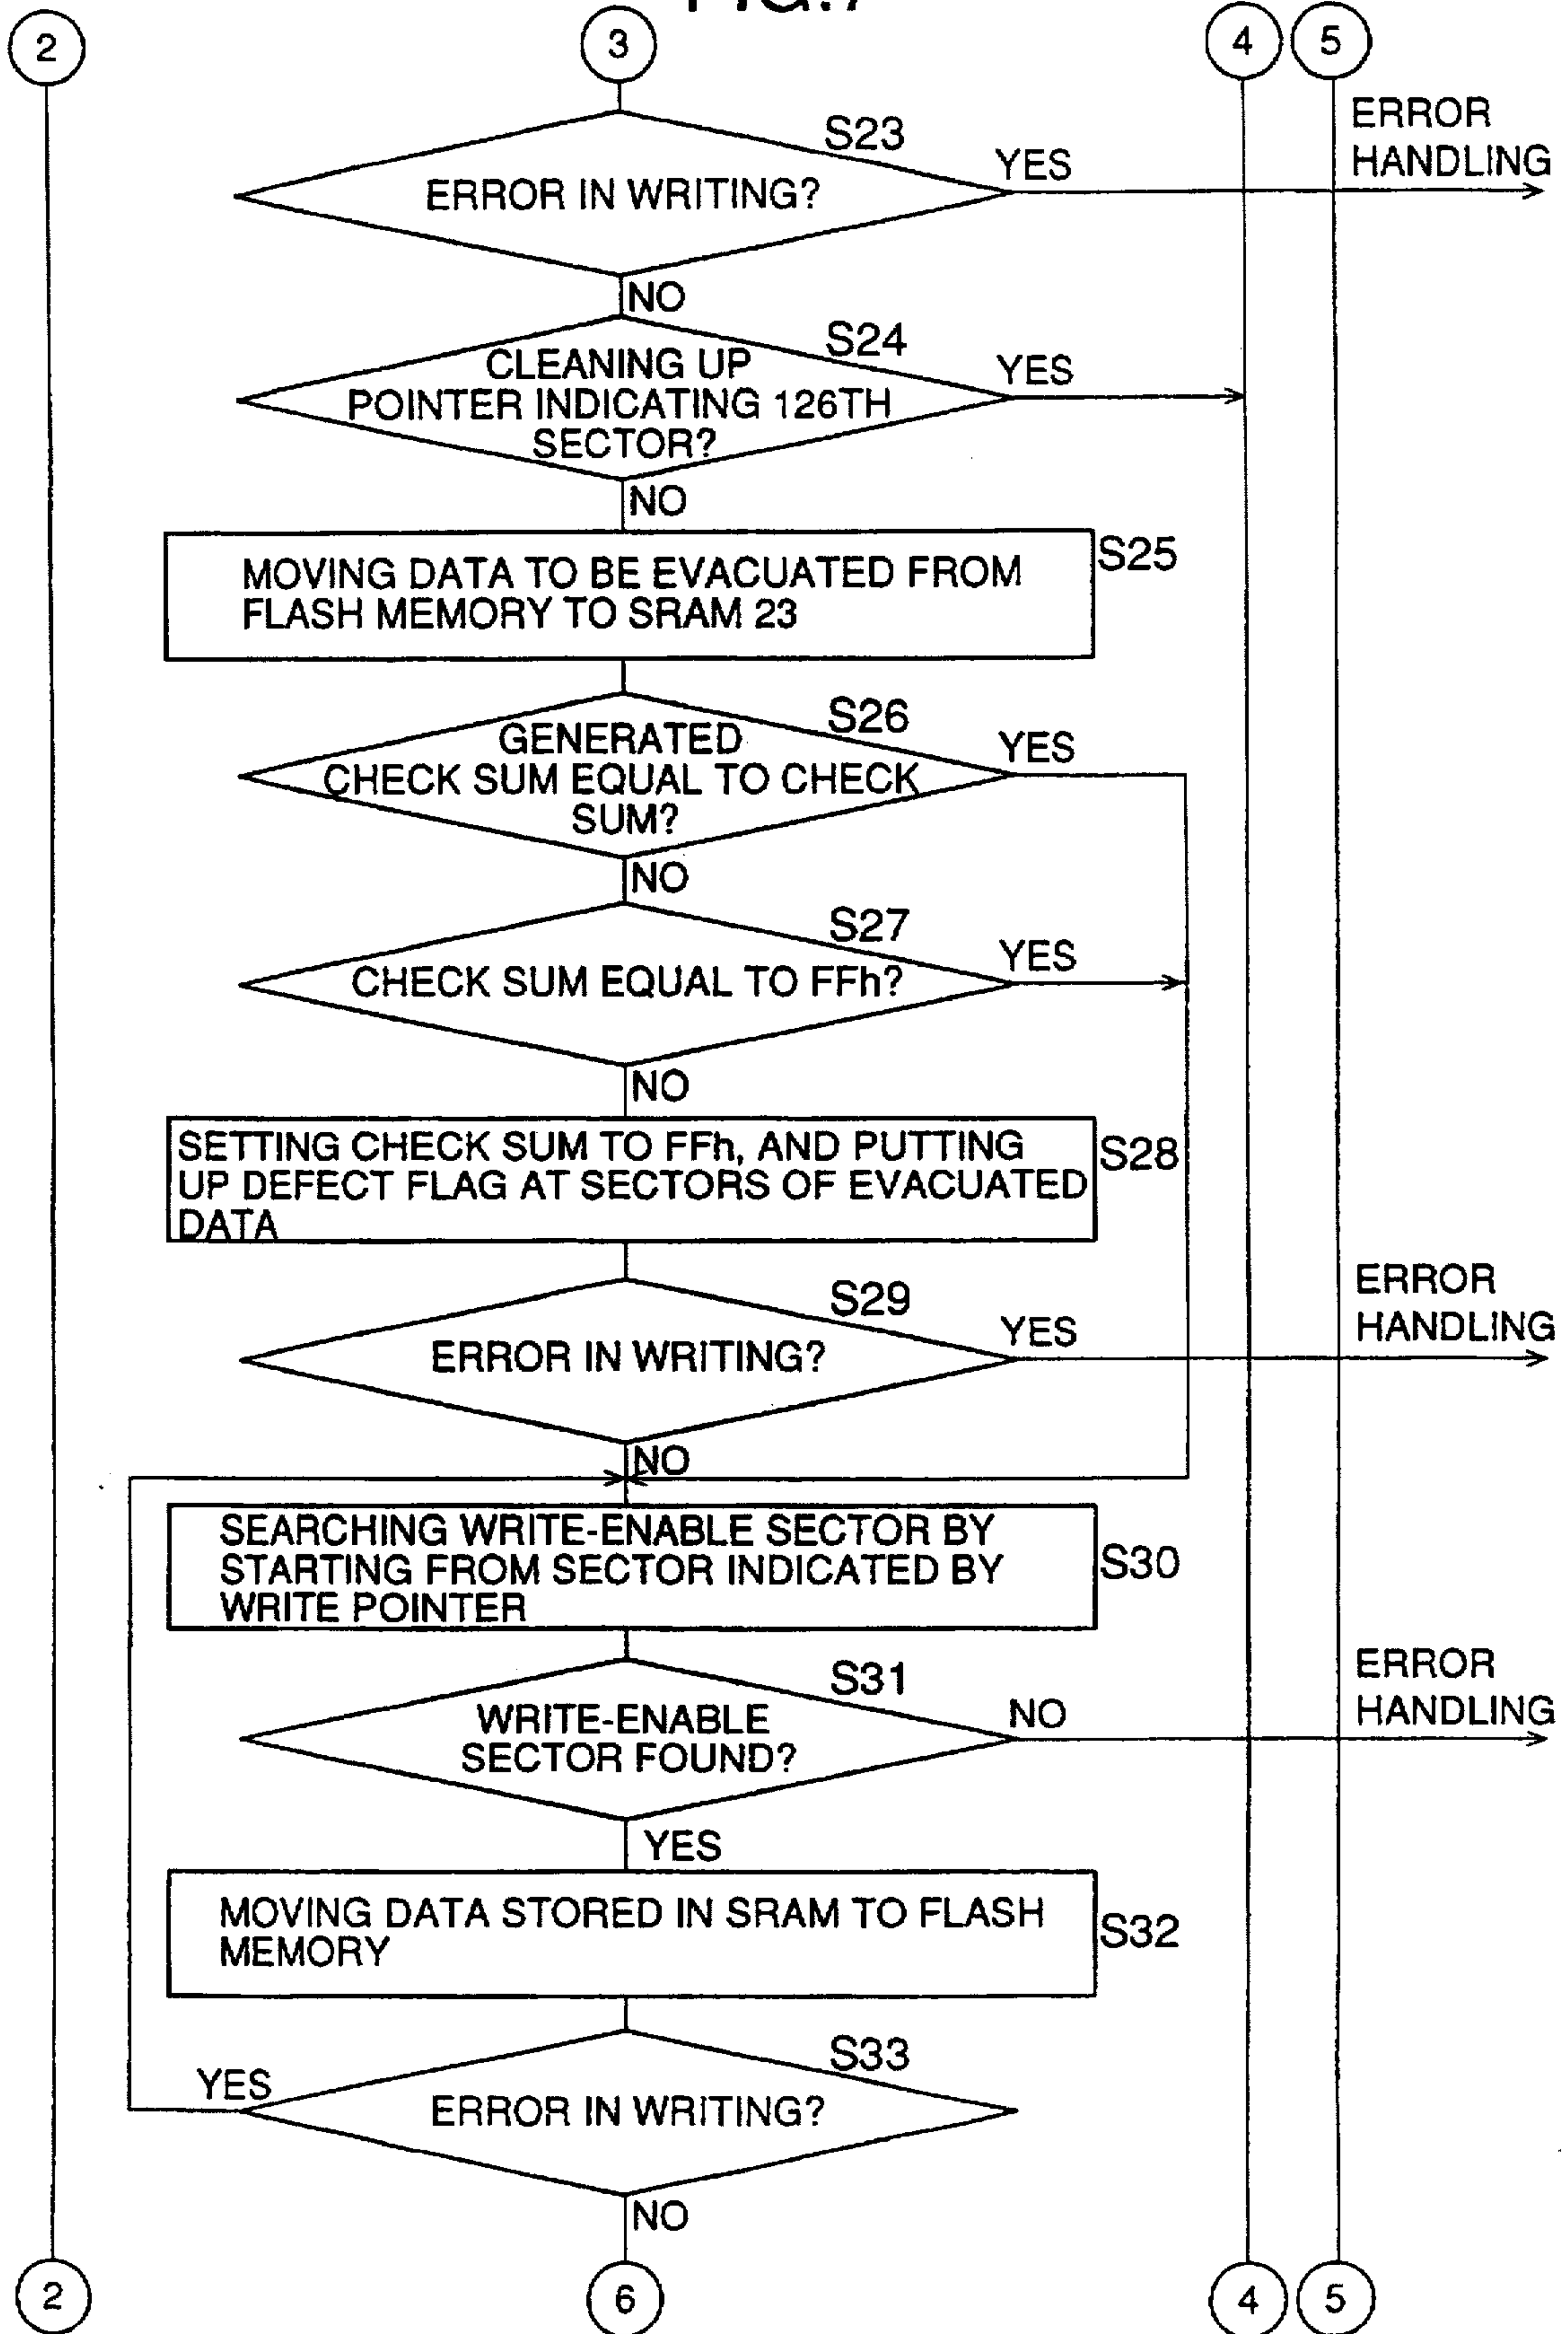 FIG.7
2
3
4
5
S23
ERROR IN WRITING?
YES
ERROR
HANDLING
NO
S24
CLEANING UP
POINTER INDICATING 126TH
SECTOR?
YES
NO
S25
MOVING DATA TO BE EVACUATED FROM
FLASH MEMORY TO SRAM 23
S26
GENERATED
CHECK SUM EQUAL TO CHECK
SUM?
YES
NO
S27
CHECK SUM EQUAL TO FFh?
YES
NO
SETTING CHECK SUM TO FFh, AND PUTTING
UP DEFECT FLAG AT SECTORS OF EVACUATED
DATA
S28
S29
ERROR IN WRITING?
YES
ERROR
HANDLING
NO
SEARCHING WRITE-ENABLE SECTOR BY
STARTING FROM SECTOR INDICATED BY
WRITE POINTER
S30
S31
WRITE-ENABLE
SECTOR FOUND?
NO
ERROR
HANDLING
YES
MOVING DATA STORED IN SRAM TO FLASH
MEMORY
S32
S33
YES
ERROR IN WRITING?
NO
2
6
4
5